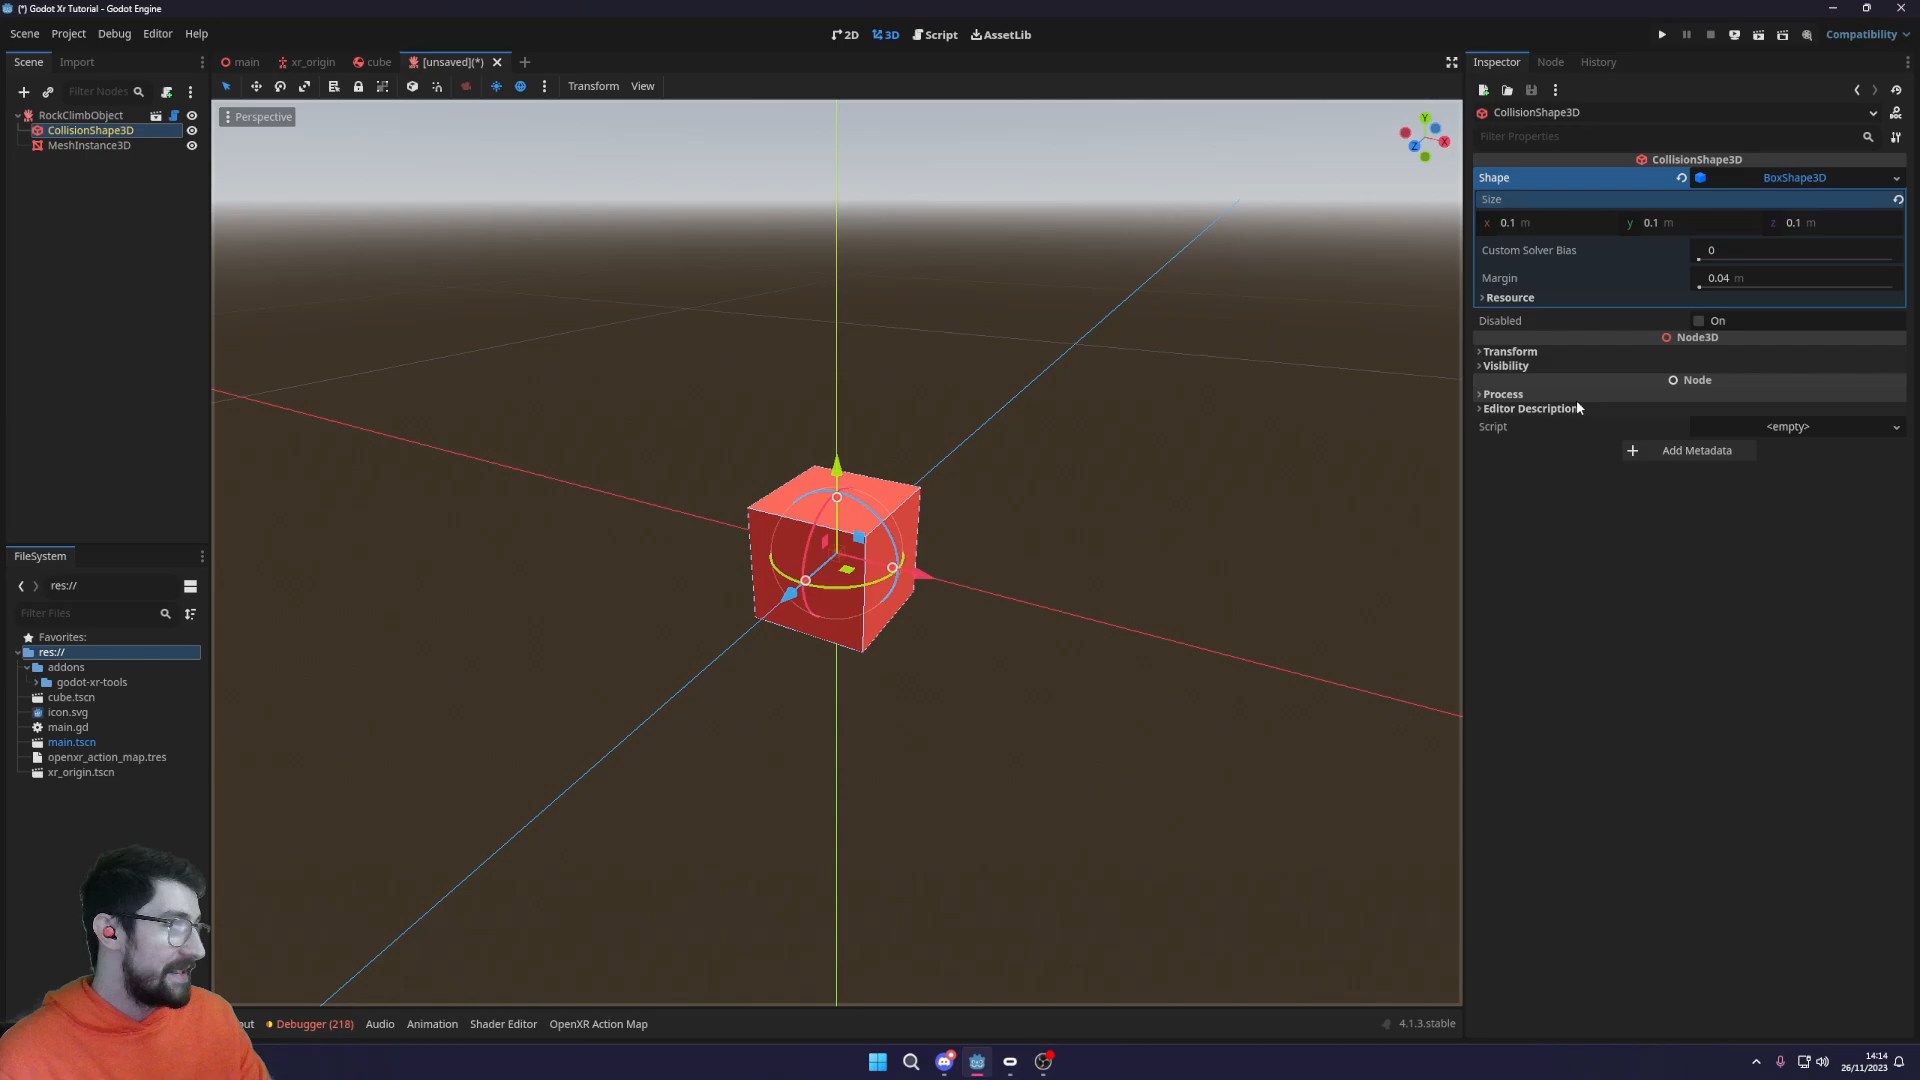 (*) Godot Xr Tutorial - Godot Engine
Scene Project Debug Editor Help
2D 3D Script AssetLib
Compatibility
Scene Import
main xr_origin cube [unsaved](*)
Inspector Node History
Filter Nodes
Transform View
RockClimbObject
CollisionShape3D
MeshInstance3D
Perspective
Y
X
Z
CollisionShape3D
Filter Properties
CollisionShape3D
Shape BoxShape3D
Size
x 0.1 m y 0.1 m z 0.1 m
Custom Solver Bias 0
Margin 0.04 m
Resource
Disabled On
Node3D
Transform
Visibility
Node
Process
Editor Description
Script <empty>
Add Metadata
FileSystem
res://
Filter Files
Favorites:
res://
addons
godot-xr-tools
cube.tscn
icon.svg
main.gd
main.tscn
openxr_action_map.tres
xr_origin.tscn
out Debugger (218) Audio Animation Shader Editor OpenXR Action Map
4.1.3.stable
14:14
26/11/2023